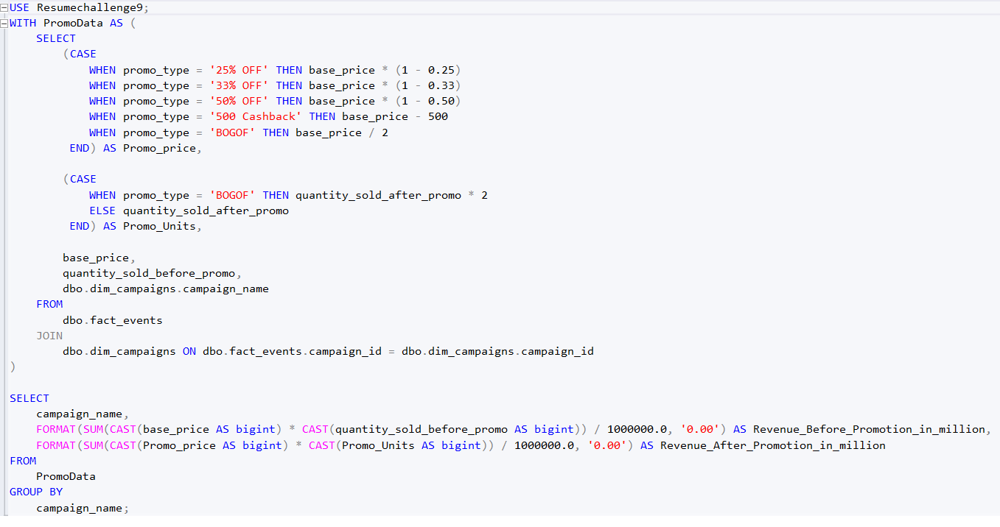 USE Resumechallenge9;
WITH PromoData AS (
    SELECT
        (CASE
            WHEN promo_type = '25% OFF' THEN base_price * (1 - 0.25)
            WHEN promo_type = '33% OFF' THEN base_price * (1 - 0.33)
            WHEN promo_type = '50% OFF' THEN base_price * (1 - 0.50)
            WHEN promo_type = '500 Cashback' THEN base_price - 500
            WHEN promo_type = 'BOGOF' THEN base_price / 2
         END) AS Promo_price,
        (CASE
            WHEN promo_type = 'BOGOF' THEN quantity_sold_after_promo * 2
            ELSE quantity_sold_after_promo
         END) AS Promo_Units,
        base_price,
        quantity_sold_before_promo,
        dbo.dim_campaigns.campaign_name
    FROM
        dbo.fact_events
    JOIN
        dbo.dim_campaigns ON dbo.fact_events.campaign_id = dbo.dim_campaigns.campaign_id
)
SELECT
    campaign_name,
    FORMAT(SUM(CAST(base_price AS bigint) * CAST(quantity_sold_before_promo AS bigint)) / 1000000.0, '0.00') AS Revenue_Before_Promotion_in_million,
    FORMAT(SUM(CAST(Promo_price AS bigint) * CAST(Promo_Units AS bigint)) / 1000000.0, '0.00') AS Revenue_After_Promotion_in_million
FROM
    PromoData
GROUP BY
    campaign_name;